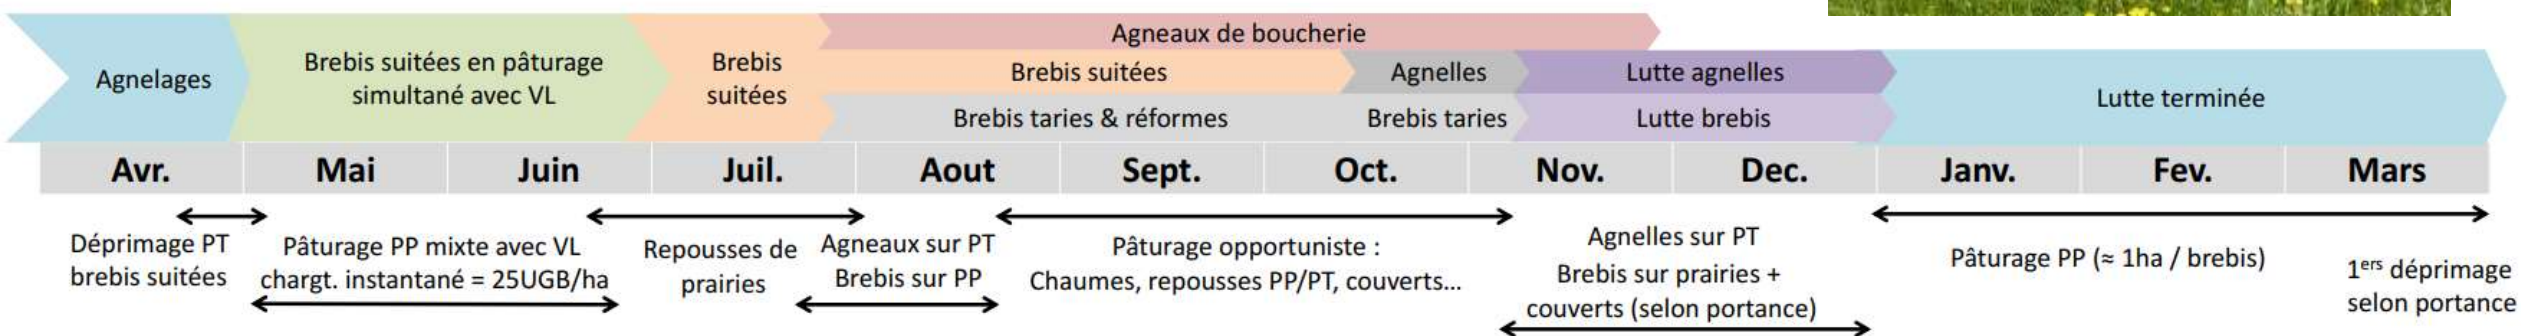 Agneaux de boucherie
Agnelages
Brebis suitées en pâturage
simultané avec VL
Brebis
suitées
Brebis suitées
Agnelles
Lutte agnelles
Lutte terminée
Brebis taries & réformes
Brebis taries
Lutte brebis
Avr.
Mai
Juin
Juil.
Aout
Sept.
Oct.
Nov.
Dec.
Janv.
Fev.
Mars
Déprimage PT
brebis suitées
Pâturage PP mixte avec VL
chargt. instantané = 25UGB/ha
Repousses de
prairies
Agneaux sur PT
Brebis sur PP
Pâturage opportuniste :
Chaumes, repousses PP/PT, couverts...
Agnelles sur PT
Brebis sur prairies +
couverts (selon portance)
Pâturage PP (≈ 1ha / brebis)
1ers déprimage
selon portance